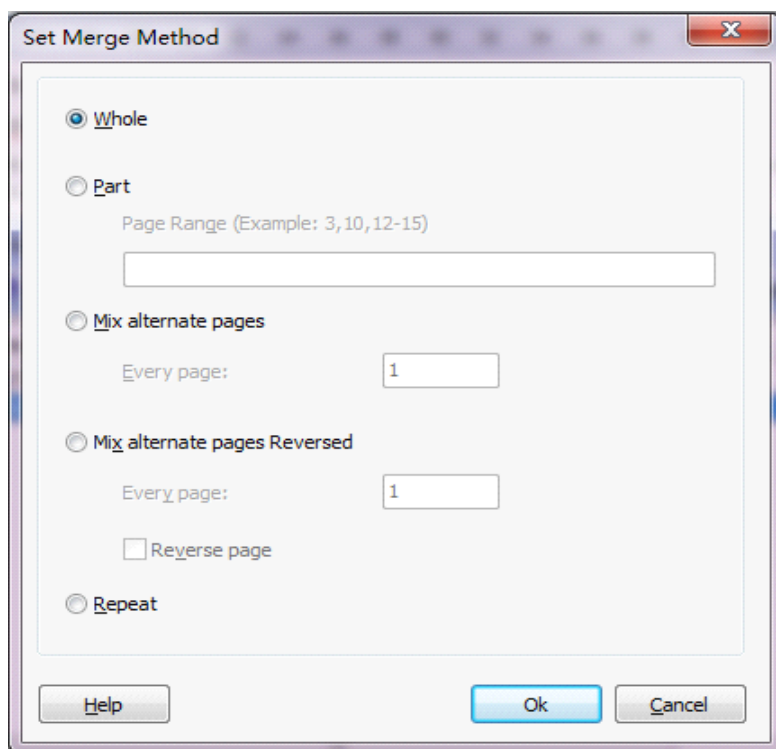 Set Merge Method
Whole
Part
Page Range (Example: 3,10,12-15)
Mix alternate pages
Every page: 1
Mix alternate pages Reversed
Every page: 1
Reverse page
Repeat
Help Ok Cancel